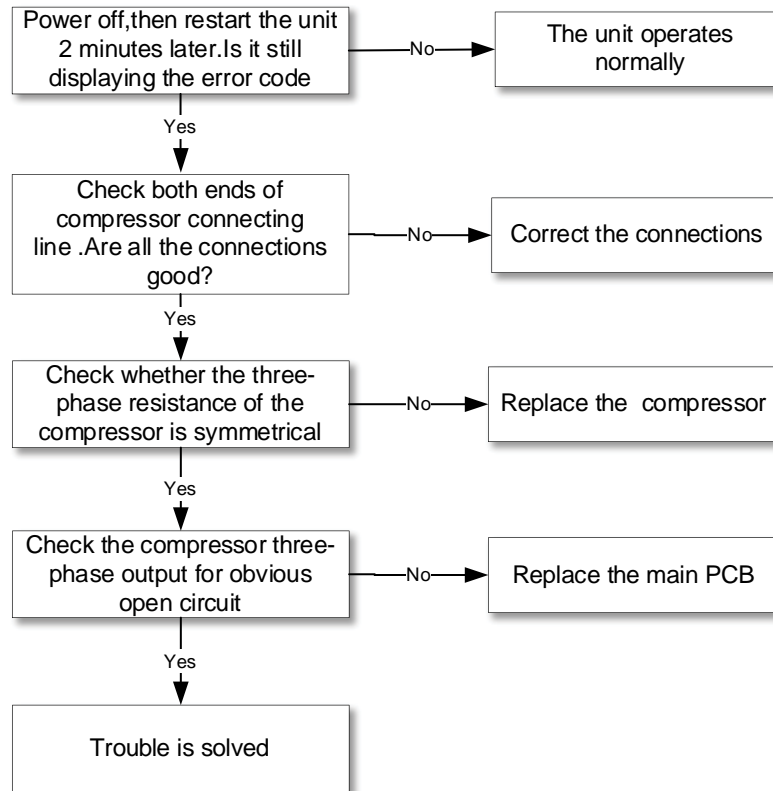 Power off,then restart the unit
2 minutes later.Is it still
displaying the error code
No
The unit operates
normally
Yes
Check both ends of
compressor connecting
line .Are all the connections
good?
No
Correct the connections
Yes
Check whether the three-
phase resistance of the
compressor is symmetrical
No
Replace the  compressor
Yes
Check the compressor three-
phase output for obvious
open circuit
No
Replace the main PCB
Yes
Trouble is solved